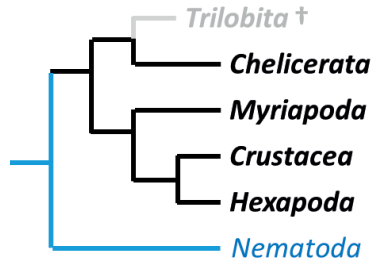 Trilobita †
Chelicerata
Myriapoda
Crustacea
Hexapoda
Nematoda